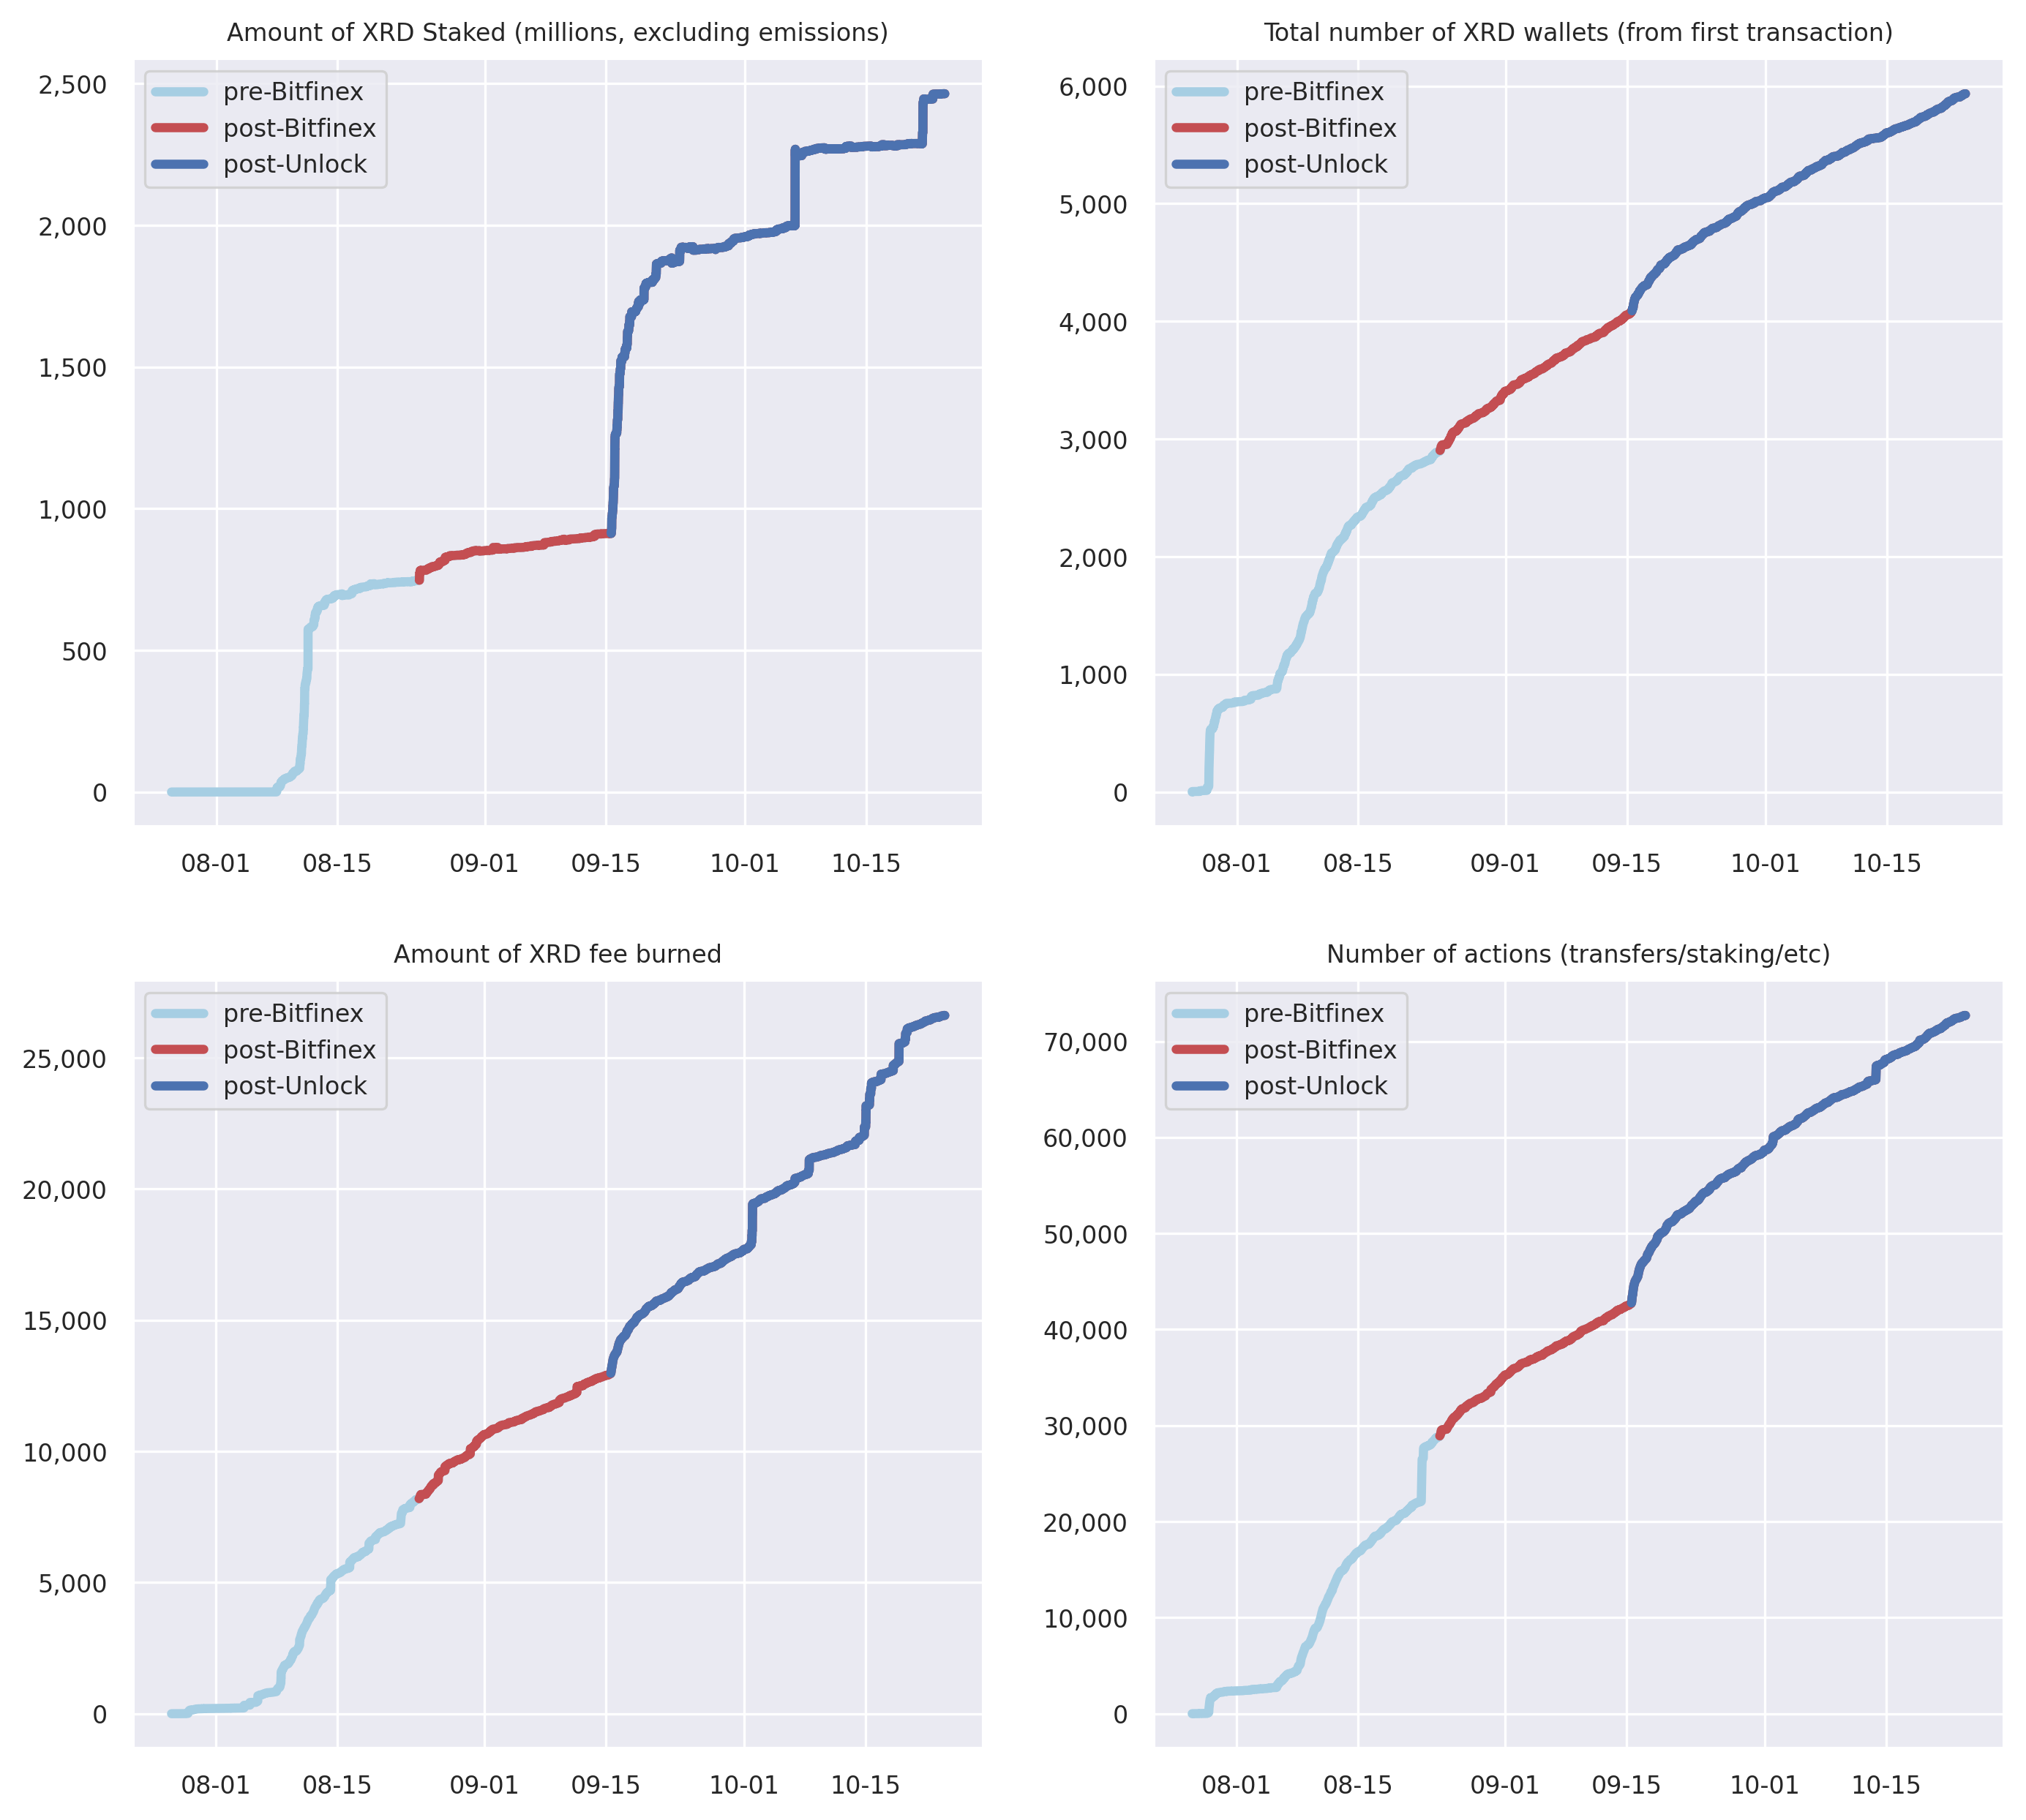 Amount of XRD Staked (millions, excluding emissions)
pre-Bitfinex
post-Bitfinex
post-Unlock
2,500
2,000
1,500
1,000
500
0
08-01 08-15 09-01 09-15 10-01 10-15
Total number of XRD wallets (from first transaction)
pre-Bitfinex
post-Bitfinex
post-Unlock
6,000
5,000
4,000
3,000
2,000
1,000
0
08-01 08-15 09-01 09-15 10-01 10-15
Amount of XRD fee burned
pre-Bitfinex
post-Bitfinex
post-Unlock
25,000
20,000
15,000
10,000
5,000
0
08-01 08-15 09-01 09-15 10-01 10-15
Number of actions (transfers/staking/etc)
pre-Bitfinex
post-Bitfinex
post-Unlock
70,000
60,000
50,000
40,000
30,000
20,000
10,000
0
08-01 08-15 09-01 09-15 10-01 10-15